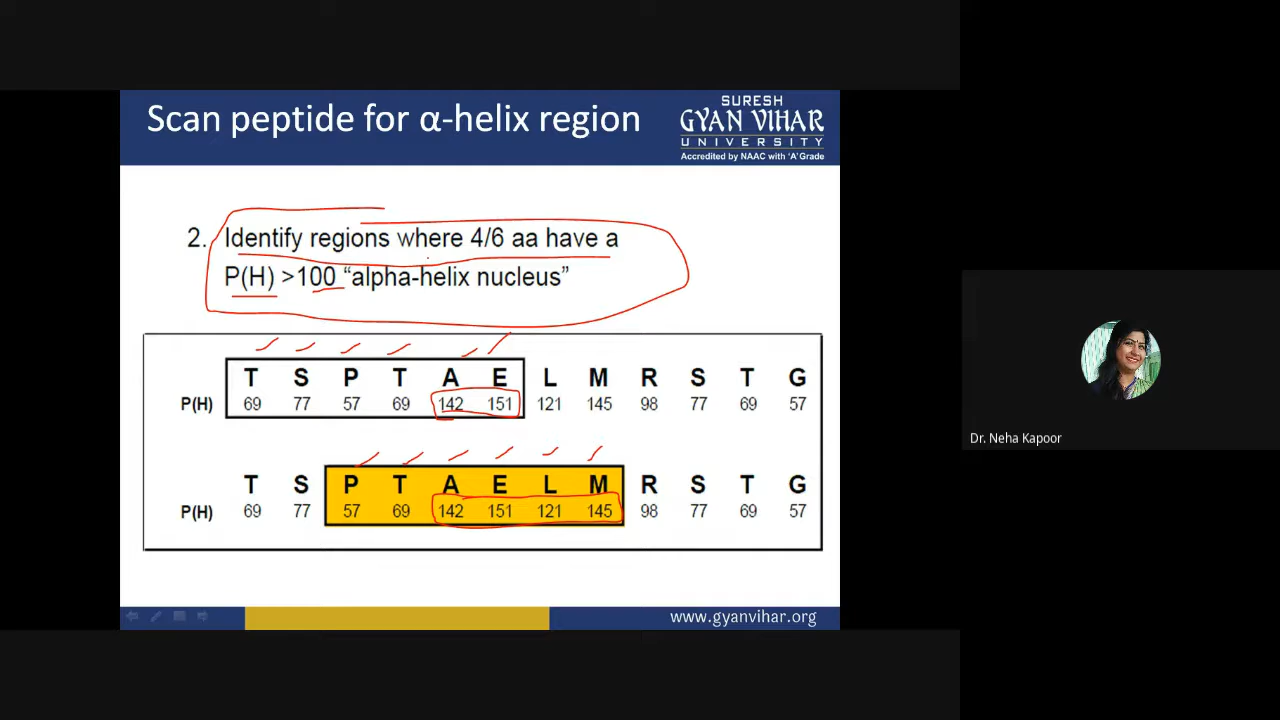 Scan peptide for α-helix region
SURESH
GYAN VIHAR
UNIVERSITY
Accredited by NAAC with 'A' Grade
2. Identify regions where 4/6 aa have a
P(H) >100 “alpha-helix nucleus”
T S P T A E L M R S T G
P(H) 69 77 57 69 142 151 121 145 98 77 69 57
T S P T A E L M R S T G
P(H) 69 77 57 69 142 151 121 145 98 77 69 57
www.gyanvihar.org
Dr. Neha Kapoor